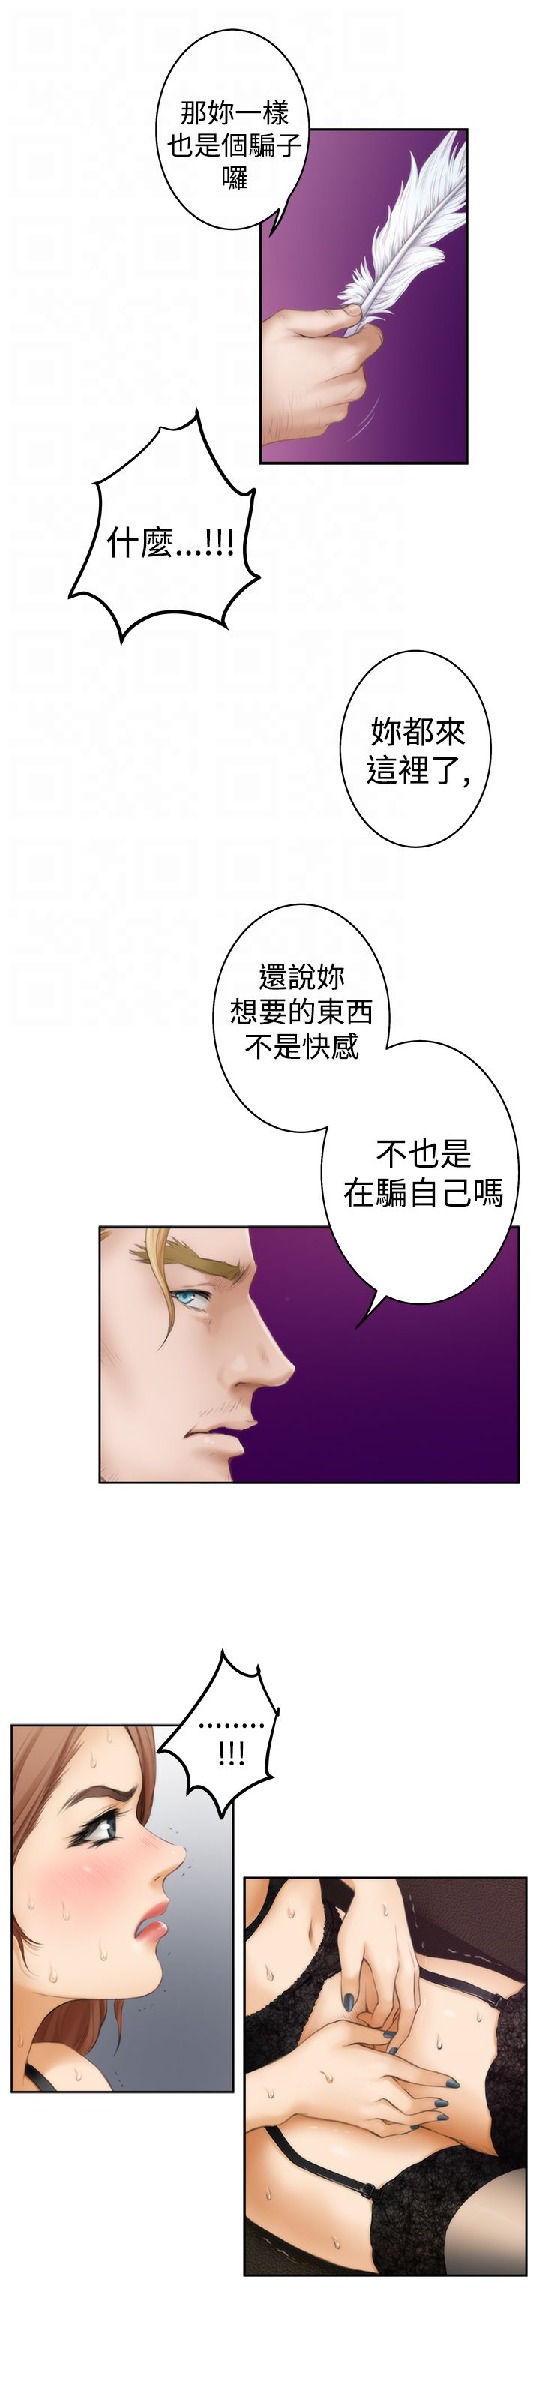 那妳一樣
也是個騙子
囉
什麼...!!!
妳都來
這裡了,
還說妳
想要的東西
不是快感
不也是
在騙自己嗎
........
!!!